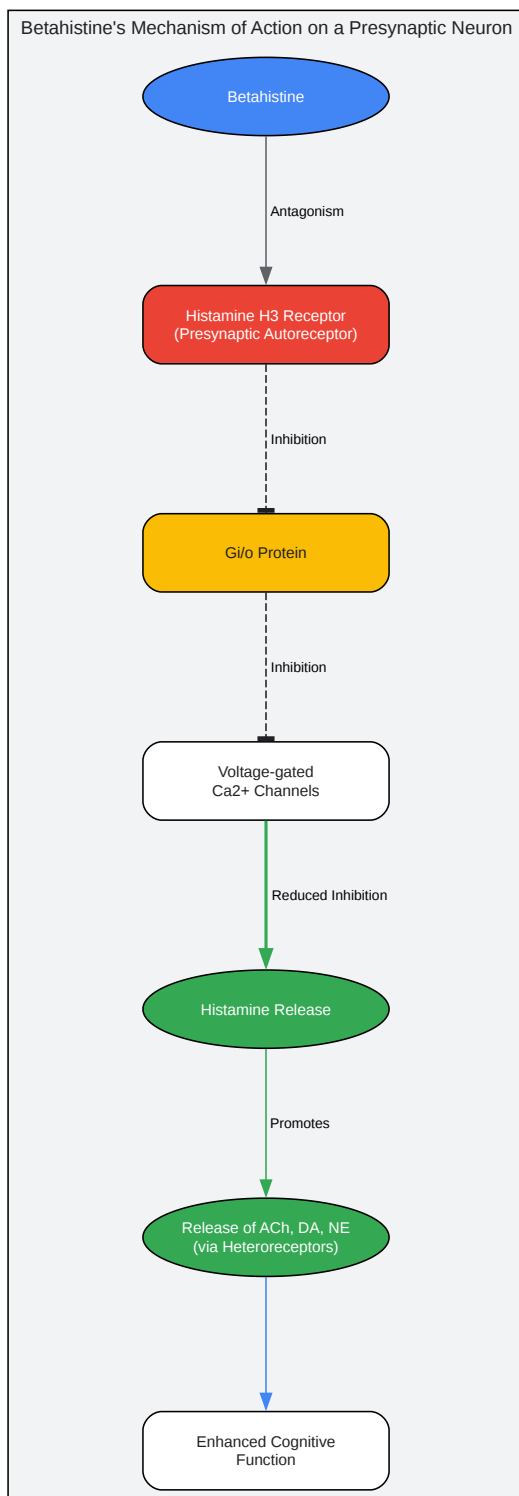 Betahistine's Mechanism of Action on a Presynaptic Neuron
Betahistine
Antagonism
Histamine H3 Receptor
(Presynaptic Autoreceptor)
Inhibition
Gi/o Protein
Inhibition
Voltage-gated
Ca2+ Channels
Reduced Inhibition
Histamine Release
Promotes
Release of ACh, DA, NE
(via Heteroreceptors)
Enhanced Cognitive
Function